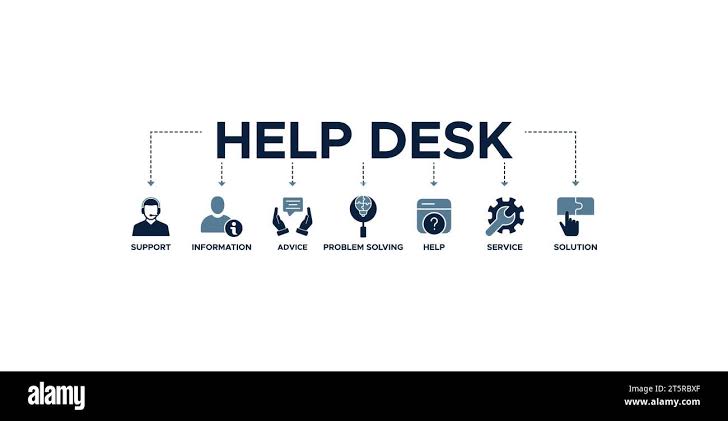 HELP DESK
SUPPORT INFORMATION ADVICE PROBLEM SOLVING HELP SERVICE SOLUTION
alamy
Image ID: 2T5RBXF
www.alamy.com